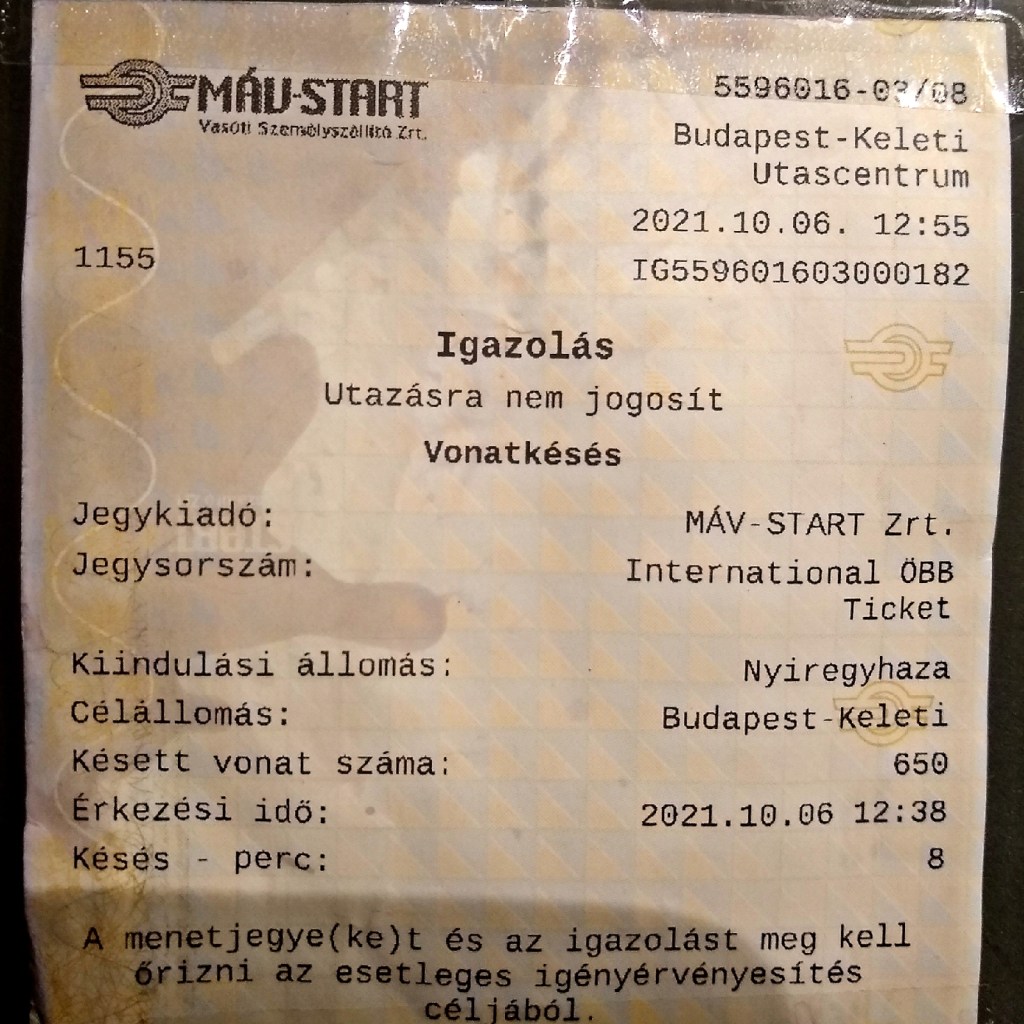 MÁV-START
Vasúti Személyszállító Zrt.
5596016-03/08
Budapest-Keleti
Utascentrum
2021.10.06. 12:55
1155
IG559601603000182
Igazolás
Utazásra nem jogosít
Vonatkésés
Jegykiadó: MÁV-START Zrt.
Jegysorszám: International ÖBB
Ticket
Kiindulási állomás: Nyiregyhaza
Célállomás: Budapest-Keleti
Késett vonat száma: 650
Érkezési idő: 2021.10.06 12:38
Késés - perc: 8
A menetjegye(ke)t és az igazolást meg kell
őrizni az esetleges igényérvényesítés
céljából.